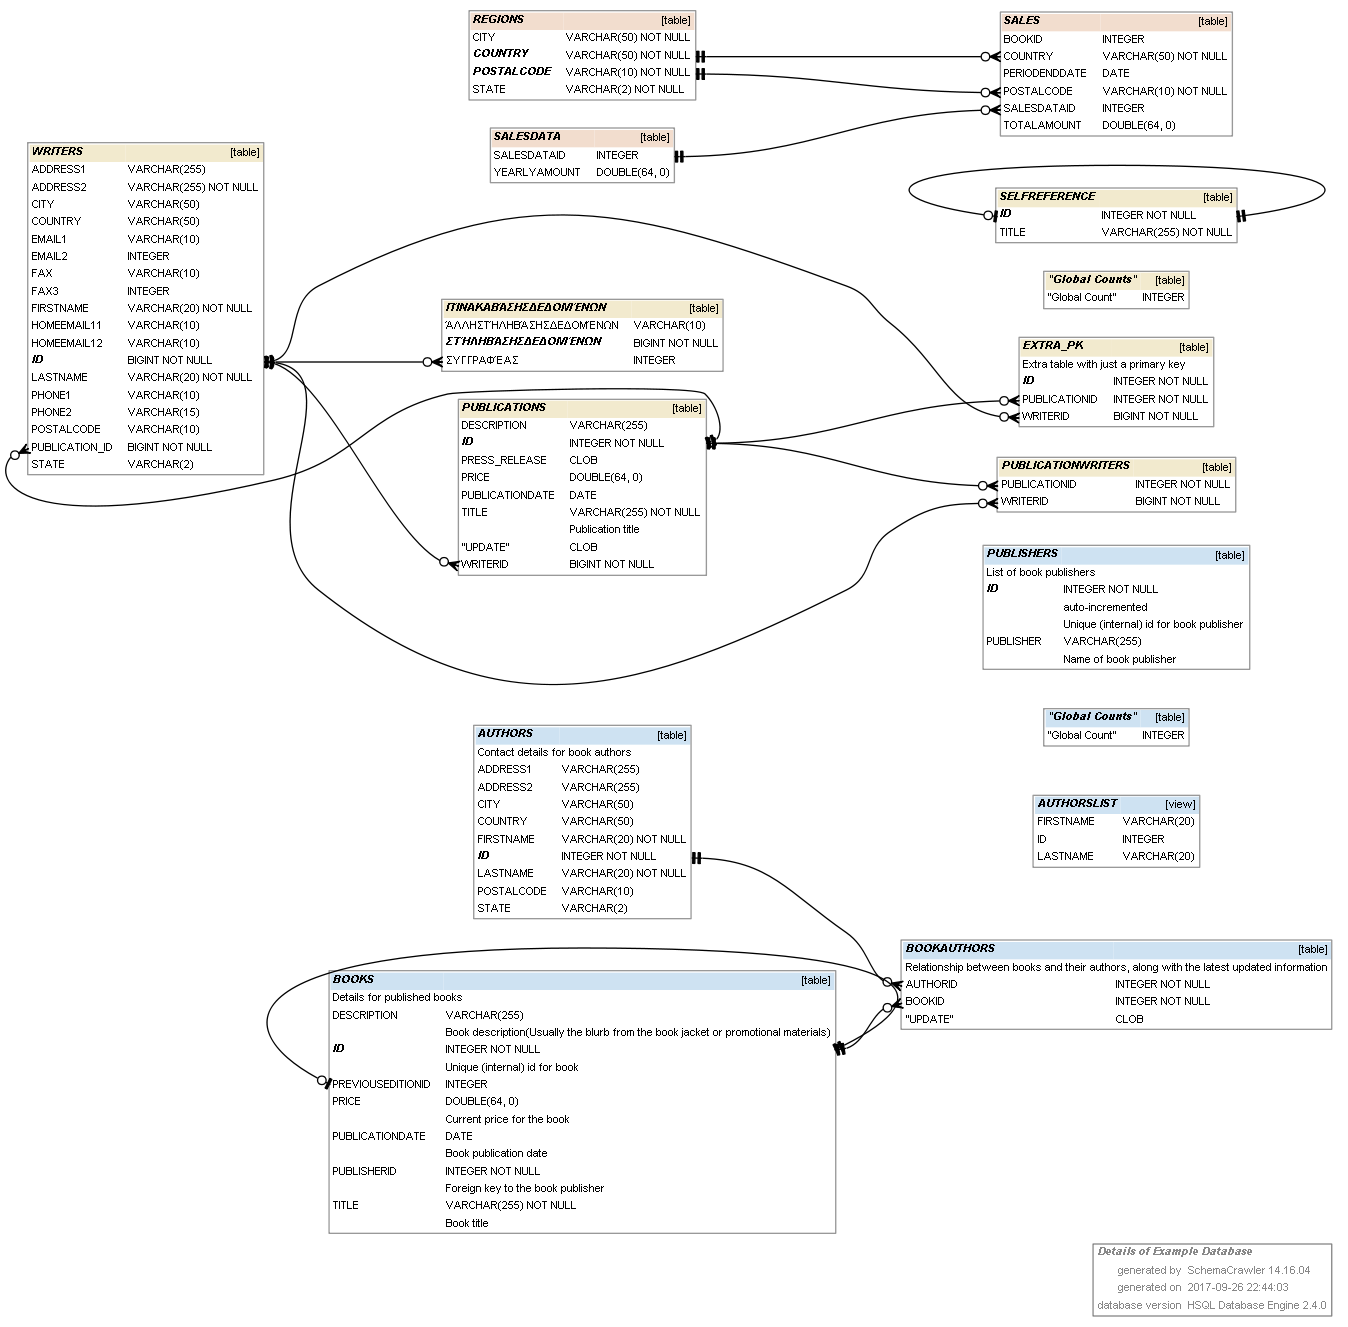 REGIONS [table]
CITY VARCHAR(50) NOT NULL
COUNTRY VARCHAR(50) NOT NULL
POSTALCODE VARCHAR(10) NOT NULL
STATE VARCHAR(2) NOT NULL
SALES [table]
BOOKID INTEGER
COUNTRY VARCHAR(50) NOT NULL
PERIODENDDATE DATE
POSTALCODE VARCHAR(10) NOT NULL
SALESDATAID INTEGER
TOTALAMOUNT DOUBLE(64, 0)
SALESDATA [table]
SALESDATAID INTEGER
YEARLYAMOUNT DOUBLE(64, 0)
WRITERS [table]
ADDRESS1 VARCHAR(255)
ADDRESS2 VARCHAR(255) NOT NULL
CITY VARCHAR(50)
COUNTRY VARCHAR(50)
EMAIL1 VARCHAR(10)
EMAIL2 INTEGER
FAX VARCHAR(10)
FAX3 INTEGER
FIRSTNAME VARCHAR(20) NOT NULL
HOMEEMAIL11 VARCHAR(10)
HOMEEMAIL12 VARCHAR(10)
ID BIGINT NOT NULL
LASTNAME VARCHAR(20) NOT NULL
PHONE1 VARCHAR(10)
PHONE2 VARCHAR(15)
POSTALCODE VARCHAR(10)
PUBLICATION_ID BIGINT NOT NULL
STATE VARCHAR(2)
SELFREFERENCE [table]
ID INTEGER NOT NULL
TITLE VARCHAR(255) NOT NULL
"Global Counts" [table]
"Global Count" INTEGER
ΠΊΝΑΚΑΒΆΣΗΣΔΕΔΟΜΈΝΩΝ [table]
ΆΛΛΗΣΤΉΛΗΒΆΣΗΣΔΕΔΟΜΈΝΩΝ VARCHAR(10)
ΣΤΉΛΗΒΆΣΗΣΔΕΔΟΜΈΝΩΝ BIGINT NOT NULL
ΣΥΓΓΡΑΦΈΑΣ INTEGER
EXTRA_PK [table]
Extra table with just a primary key
ID INTEGER NOT NULL
PUBLICATIONID INTEGER NOT NULL
WRITERID BIGINT NOT NULL
PUBLICATIONS [table]
DESCRIPTION VARCHAR(255)
ID INTEGER NOT NULL
PRESS_RELEASE CLOB
PRICE DOUBLE(64, 0)
PUBLICATIONDATE DATE
TITLE VARCHAR(255) NOT NULL
Publication title
"UPDATE" CLOB
WRITERID BIGINT NOT NULL
PUBLICATIONWRITERS [table]
PUBLICATIONID INTEGER NOT NULL
WRITERID BIGINT NOT NULL
PUBLISHERS [table]
List of book publishers
ID INTEGER NOT NULL
auto-incremented
Unique (internal) id for book publisher
PUBLISHER VARCHAR(255)
Name of book publisher
"Global Counts" [table]
"Global Count" INTEGER
AUTHORS [table]
Contact details for book authors
ADDRESS1 VARCHAR(255)
ADDRESS2 VARCHAR(255)
CITY VARCHAR(50)
COUNTRY VARCHAR(50)
FIRSTNAME VARCHAR(20) NOT NULL
ID INTEGER NOT NULL
LASTNAME VARCHAR(20) NOT NULL
POSTALCODE VARCHAR(10)
STATE VARCHAR(2)
AUTHORSLIST [view]
FIRSTNAME VARCHAR(20)
ID INTEGER
LASTNAME VARCHAR(20)
BOOKAUTHORS [table]
Relationship between books and their authors, along with the latest updated information
AUTHORID INTEGER NOT NULL
BOOKID INTEGER NOT NULL
"UPDATE" CLOB
BOOKS [table]
Details for published books
DESCRIPTION VARCHAR(255)
Book description(Usually the blurb from the book jacket or promotional materials)
ID INTEGER NOT NULL
Unique (internal) id for book
PREVIOUSEDITIONID INTEGER
PRICE DOUBLE(64, 0)
Current price for the book
PUBLICATIONDATE DATE
Book publication date
PUBLISHERID INTEGER NOT NULL
Foreign key to the book publisher
TITLE VARCHAR(255) NOT NULL
Book title
Details of Example Database
generated by SchemaCrawler 14.16.04
generated on 2017-09-26 22:44:03
database version HSQL Database Engine 2.4.0